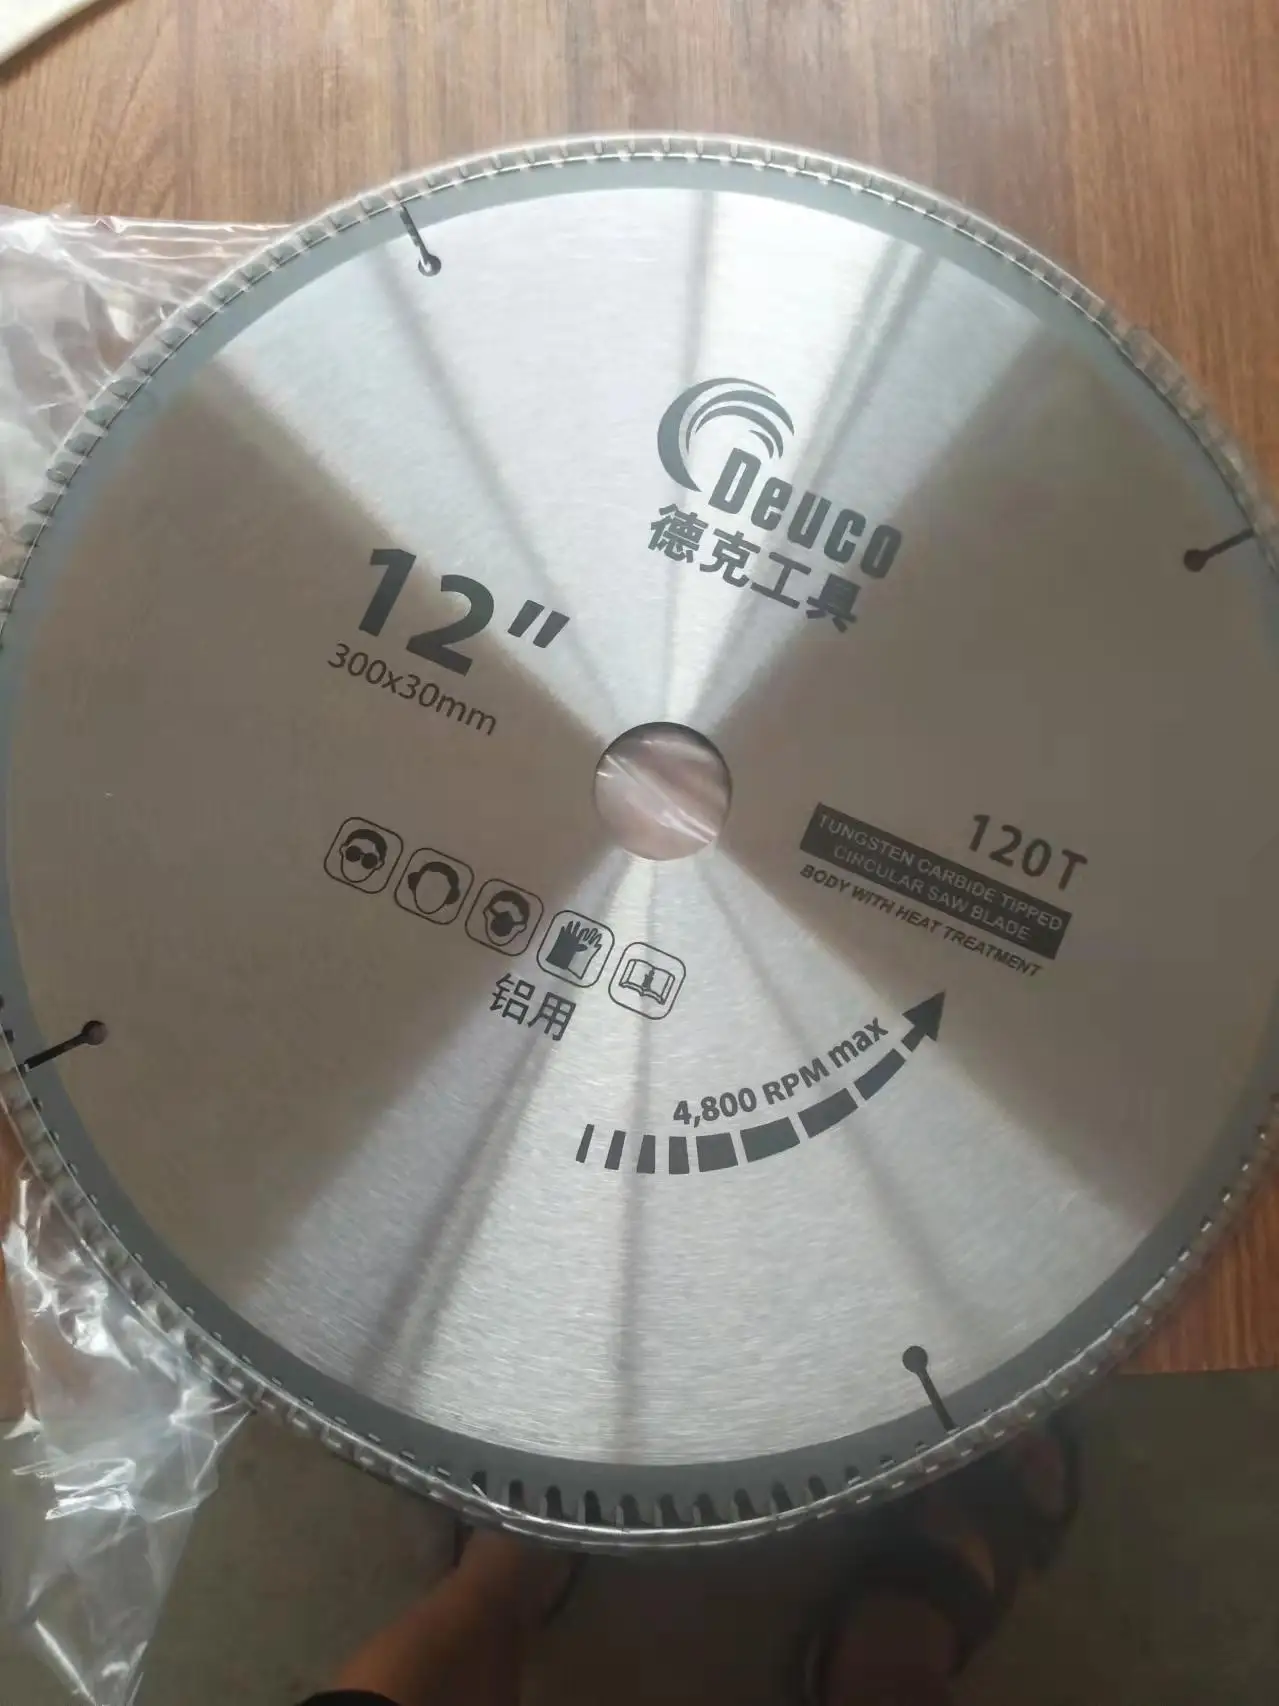 Deuco
德克工具
12"
300x30mm
120T
TUNGSTEN CARBIDE TIPPED
CIRCULAR SAW BLADE
BODY WITH HEAT TREATMENT
铝用
4,800 RPM max